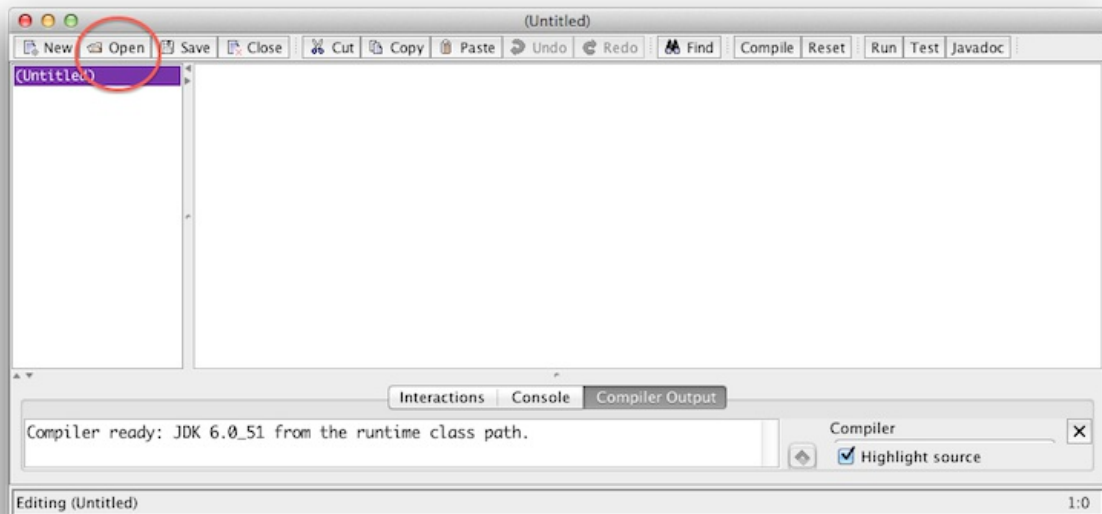 (Untitled)
New Open Save Close Cut Copy Paste Undo Redo Find Compile Reset Run Test Javadoc
(Untitled)
Interactions Console Compiler Output
Compiler ready: JDK 6.0_51 from the runtime class path.
Compiler
Highlight source
Editing (Untitled) 1:0